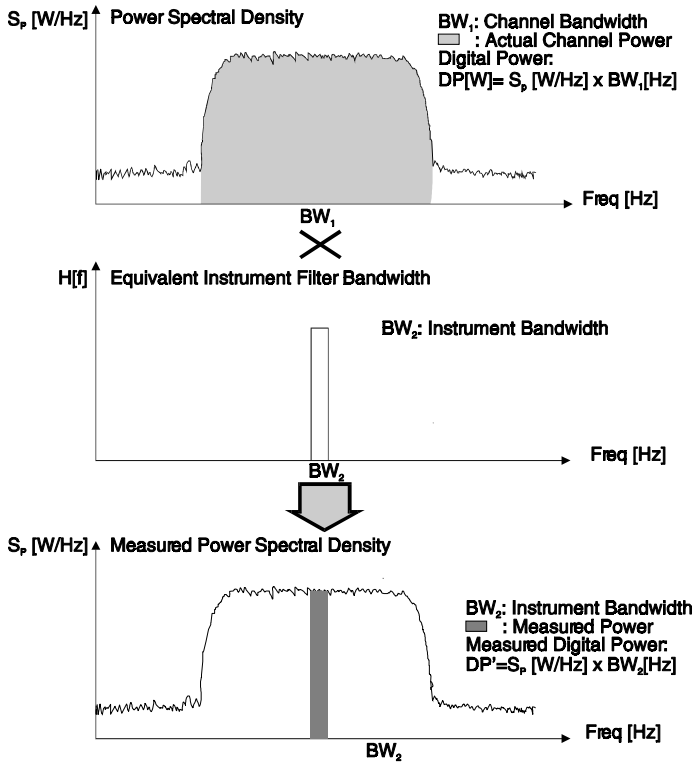 Sₚ [W/Hz] Power Spectral Density
BW₁: Channel Bandwidth
: Actual Channel Power
Digital Power:
DP[W]= Sₚ [W/Hz] x BW₁[Hz]
Freq [Hz]
BW₁
H[f] Equivalent Instrument Filter Bandwidth
BW₂: Instrument Bandwidth
Freq [Hz]
BW₂
Sₚ [W/Hz] Measured Power Spectral Density
BW₂: Instrument Bandwidth
: Measured Power
Measured Digital Power:
DP’=Sₚ [W/Hz] x BW₂[Hz]
Freq [Hz]
BW₂